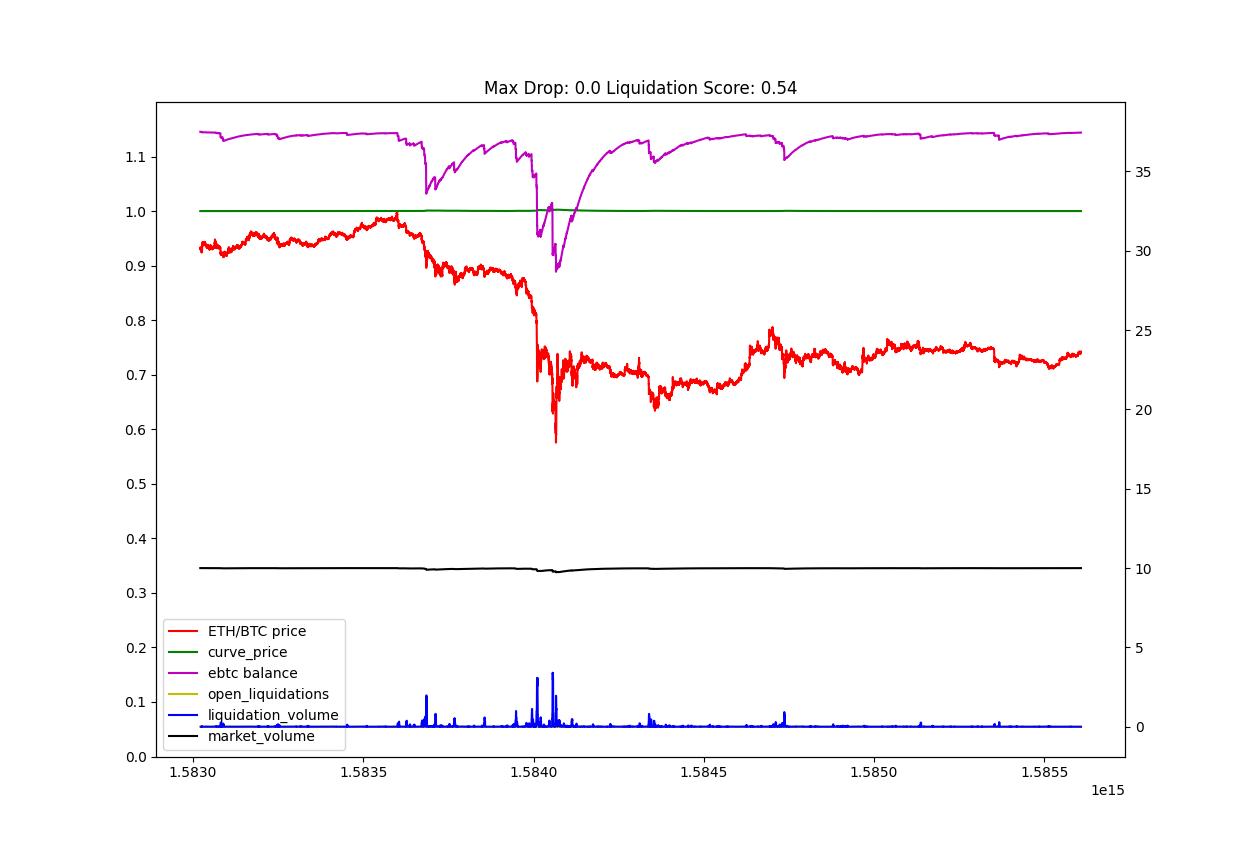 Max Drop: 0.0 Liquidation Score: 0.54
1.1
1.0
0.9
0.8
0.7
0.6
0.5
0.4
0.3
0.2
0.1
0.0
35
30
25
20
15
10
5
0
ETH/BTC price
curve_price
ebtc balance
open_liquidations
liquidation_volume
market_volume
1.5830 1.5835 1.5840 1.5845 1.5850 1.5855
1e15